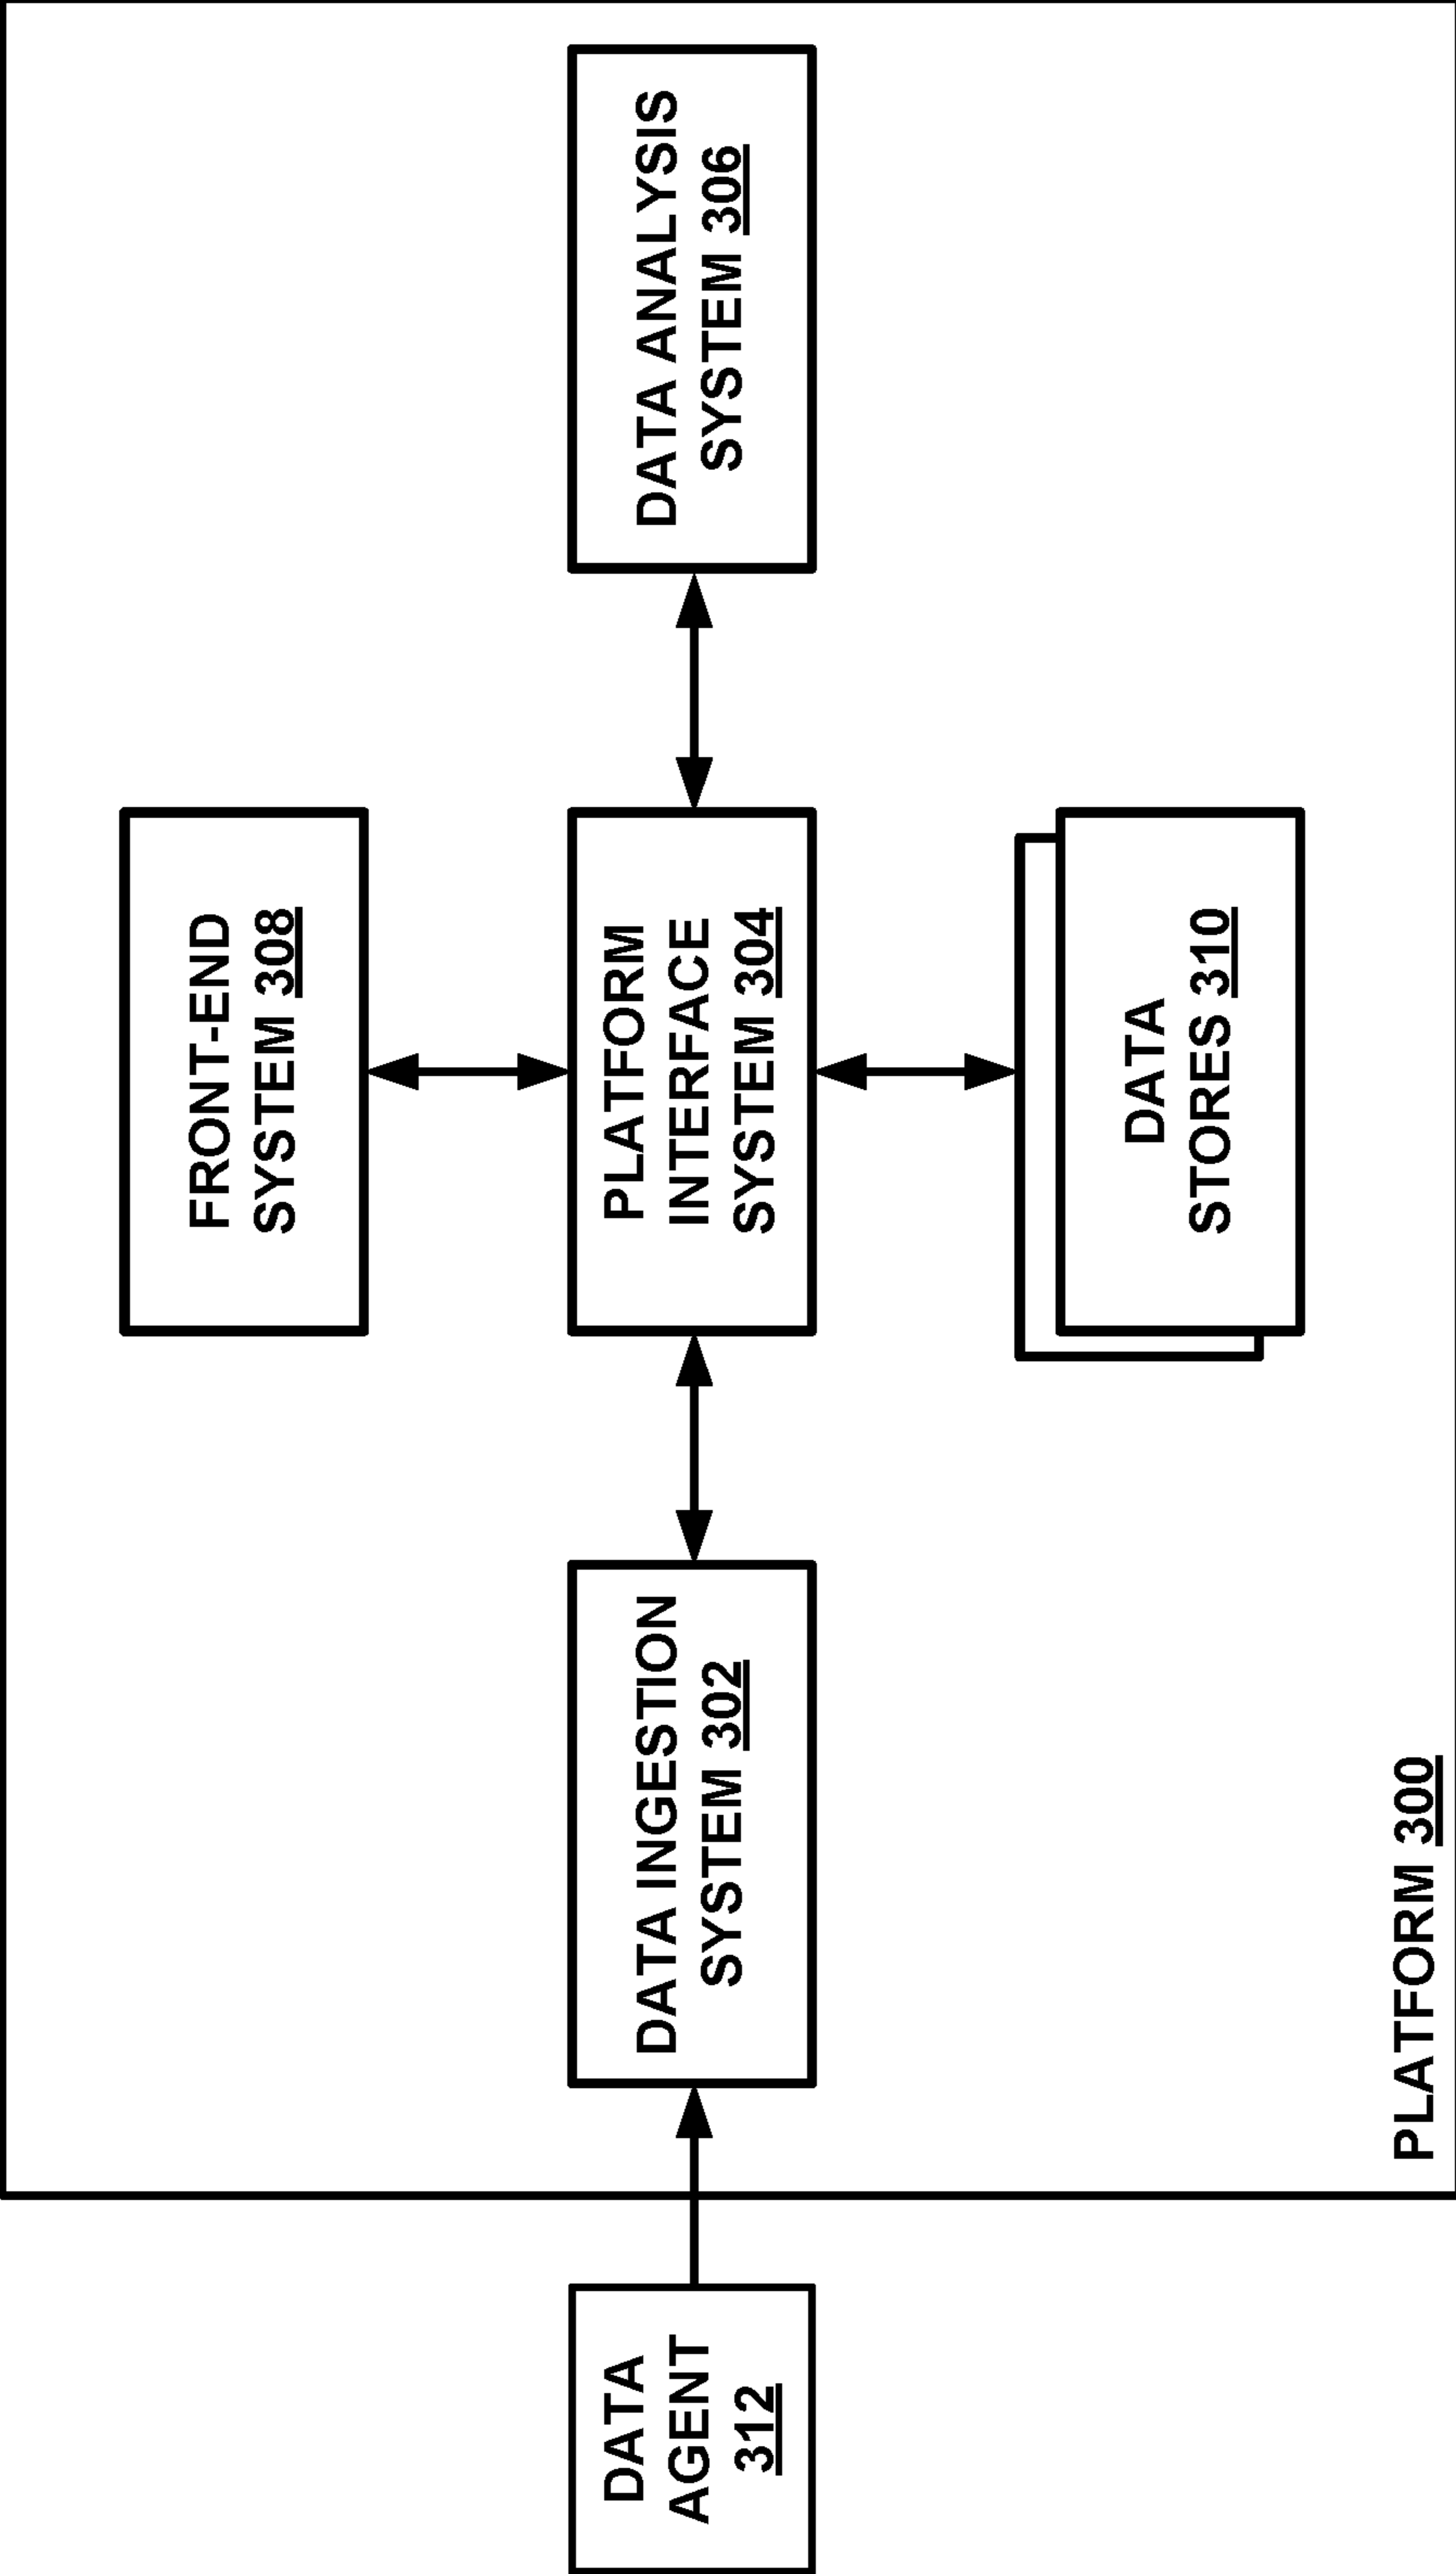 FRONT-END
SYSTEM 308
DATA
AGENT
312
DATA INGESTION
SYSTEM 302
PLATFORM
INTERFACE
SYSTEM 304
DATA ANALYSIS
SYSTEM 306
DATA
STORES 310
PLATFORM 300